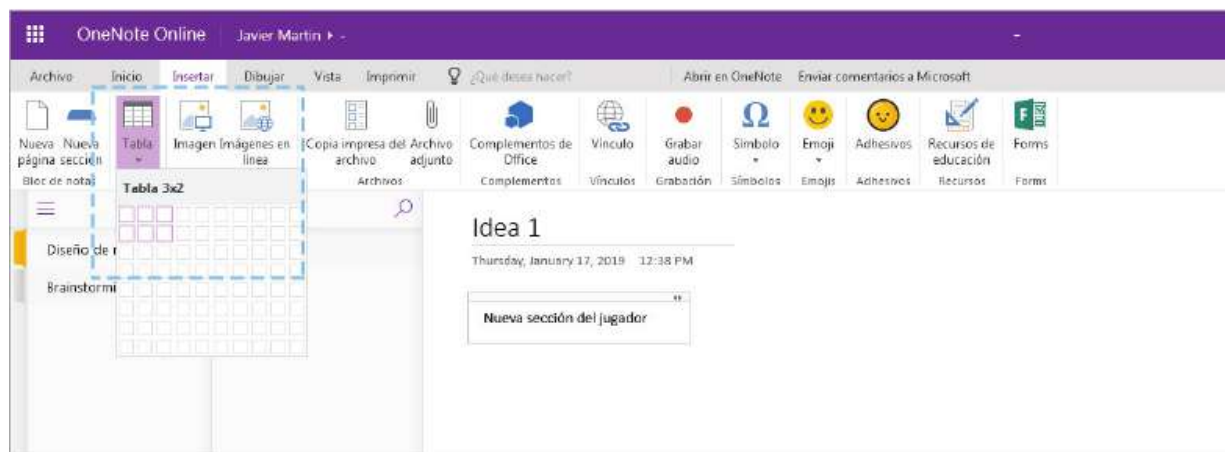 OneNote Online Javier Martin
Archivo Inicio Insertar Dibujar Vista Imprimir ¿Qué desea hacer? Abrir en OneNote Enviar comentarios a Microsoft
Nueva página
Nueva sección
Tabla
Imagen
Imágenes en línea
Copia impresa del archivo
Archivo adjunto
Complementos de Office
Vínculo
Grabar audio
Símbolo
Emoji
Adhesivos
Recursos de educación
Forms
Bloc de notas Archivos Complementos Vínculos Grabación Símbolos Emojis Adhesivos Recursos Forms
Tabla 3x2
Diseño de
Brainstormi
Idea 1
Thursday, January 17, 2019 12:38 PM
Nueva sección del jugador